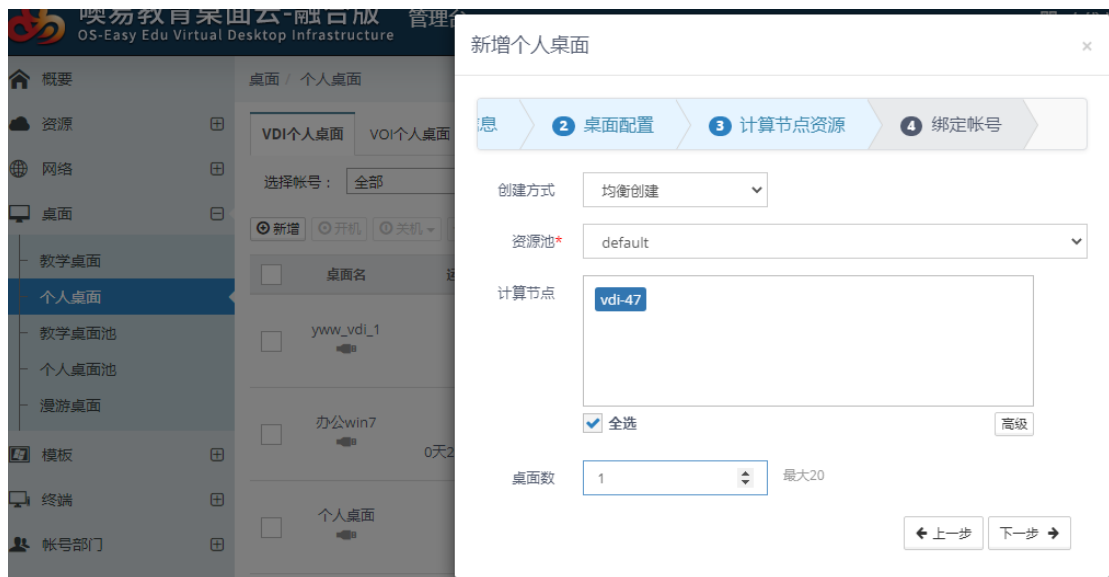 噢易教育桌面云-融合版 管理台
OS-Easy Edu Virtual Desktop Infrastructure
概要
资源
网络
桌面
教学桌面
个人桌面
教学桌面池
个人桌面池
漫游桌面
模板
终端
帐号部门
桌面 / 个人桌面
VDI个人桌面 VOI个人桌面
选择帐号： 全部
新增 开机 关机
桌面名
yww_vdi_1
办公win7
0天2
个人桌面
新增个人桌面 ×
息 2 桌面配置 3 计算节点资源 4 绑定帐号
创建方式 均衡创建
资源池* default
计算节点 vdi-47
全选 高级
桌面数 1 最大20
上一步 下一步